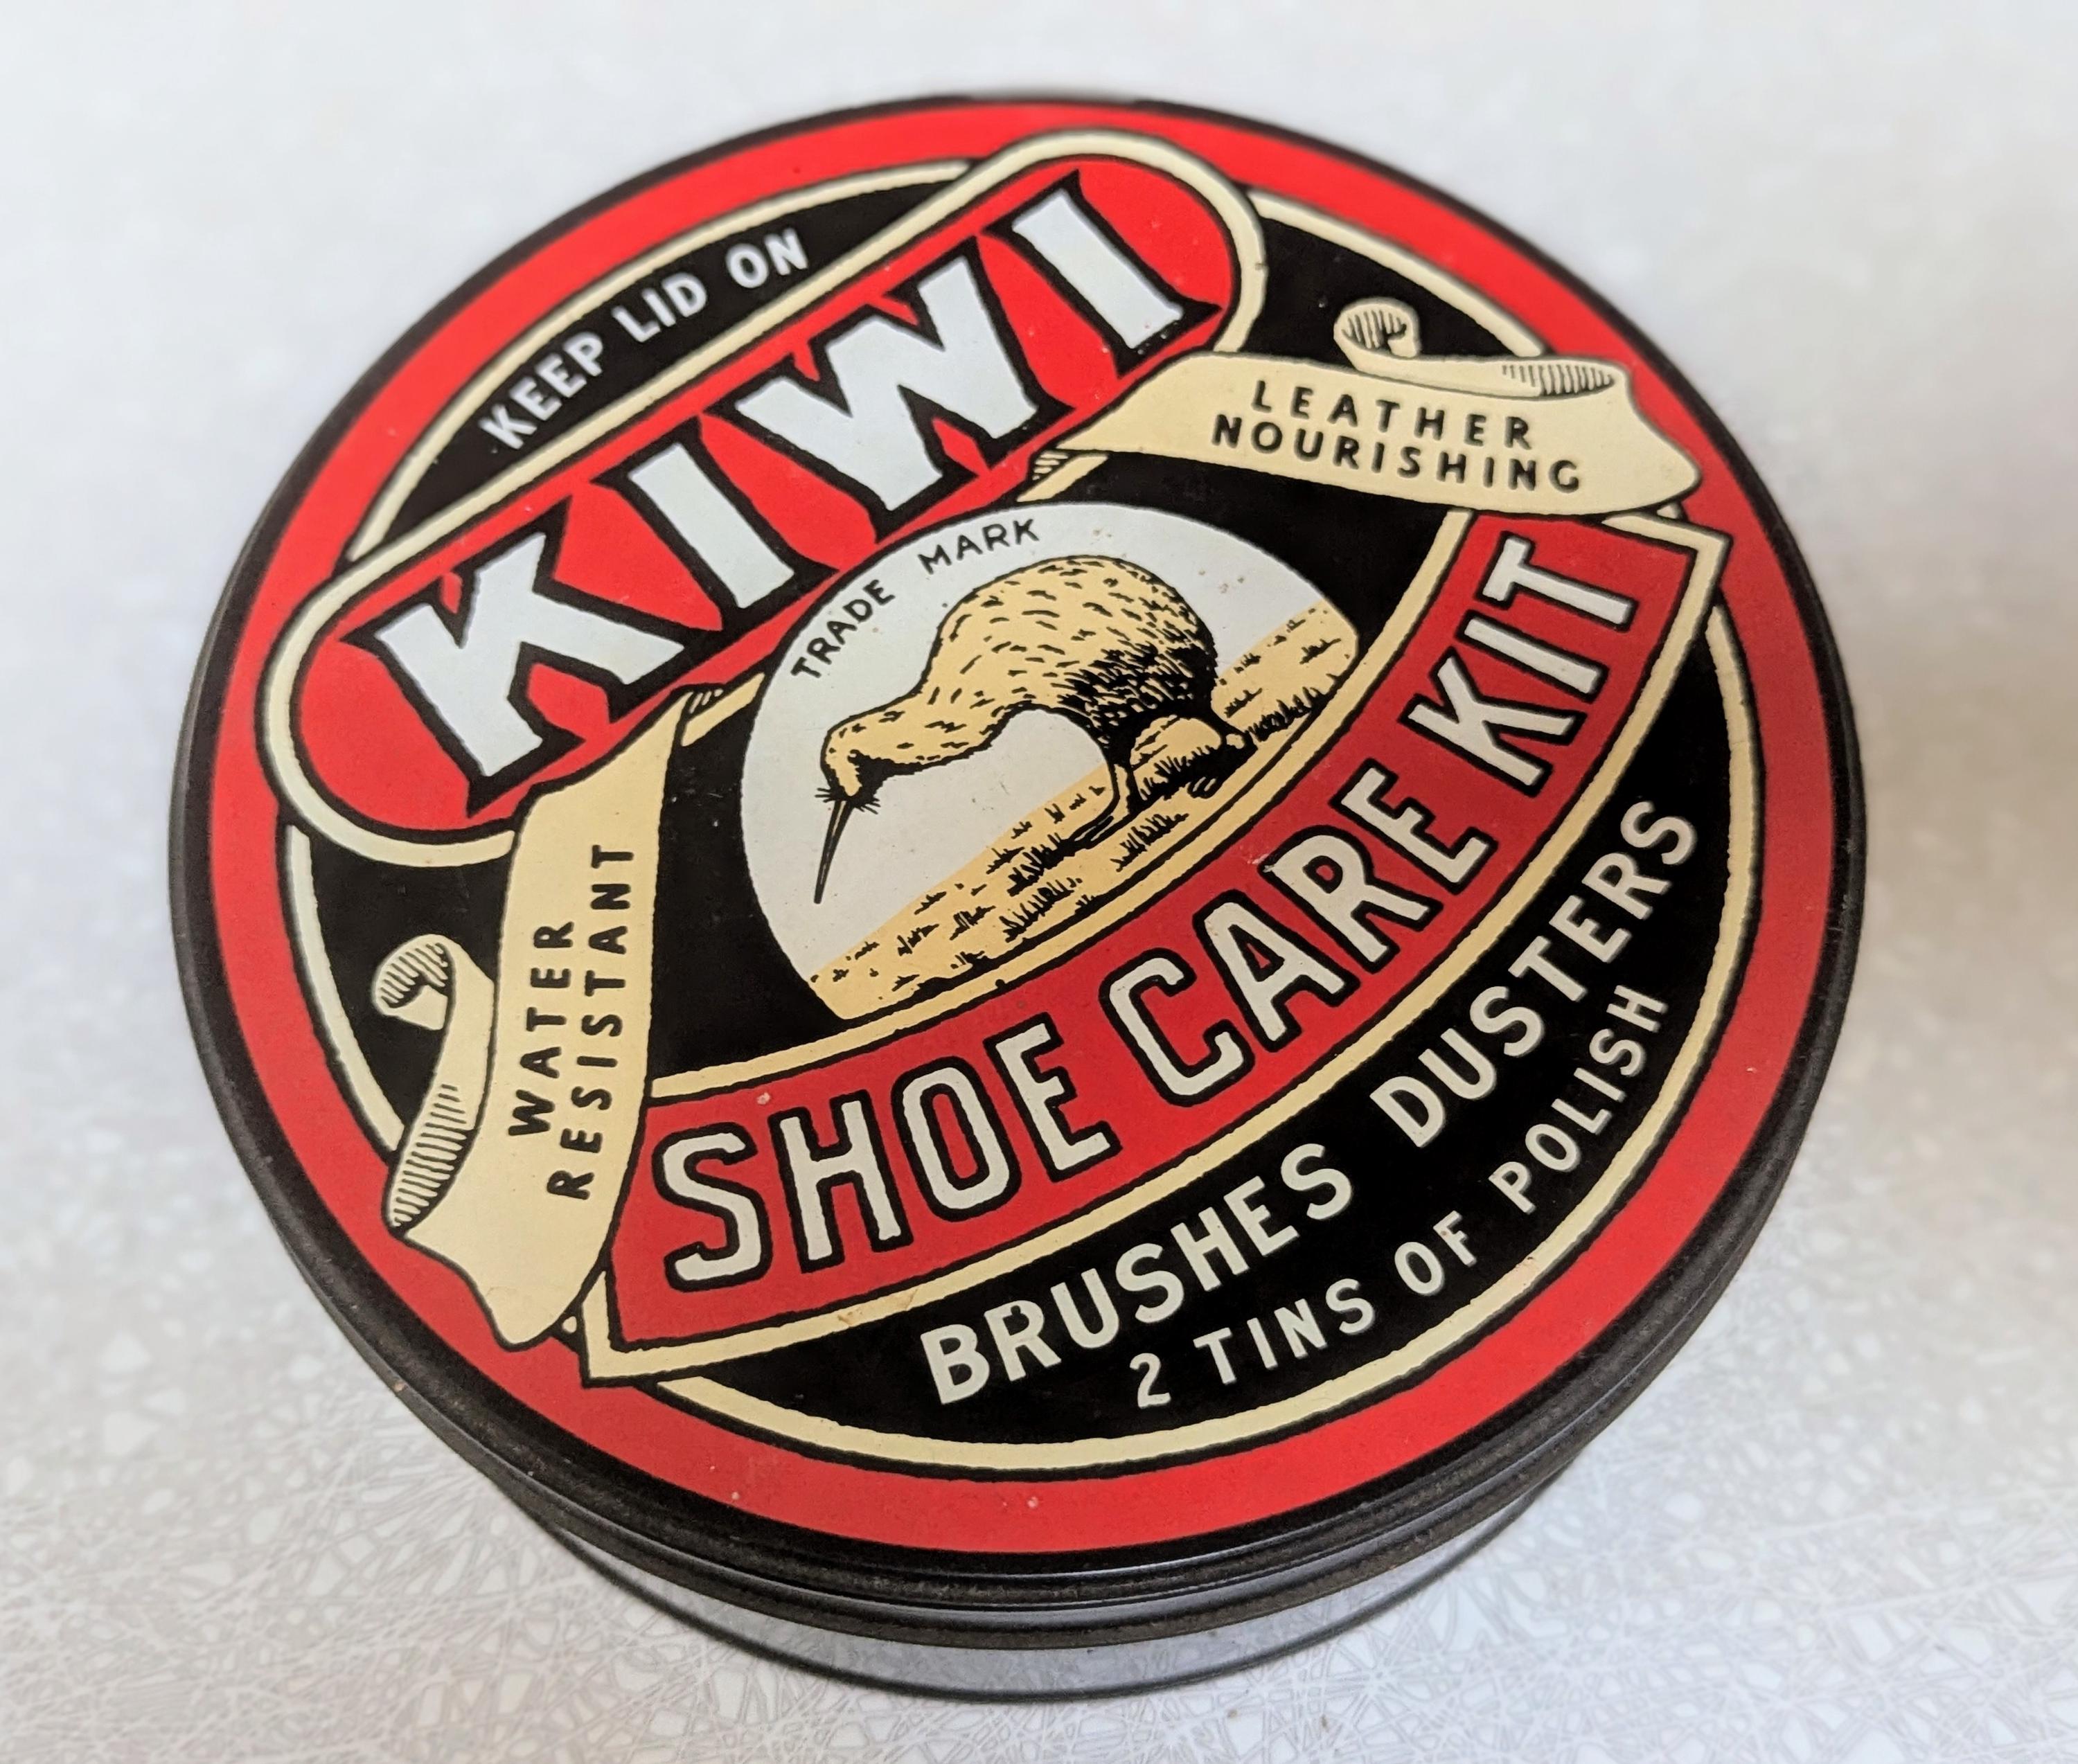 KEEP LID ON
KIWI
LEATHER
NOURISHING
TRADE MARK
WATER
RESISTANT
SHOE CARE KIT
BRUSHES DUSTERS
2 TINS OF POLISH